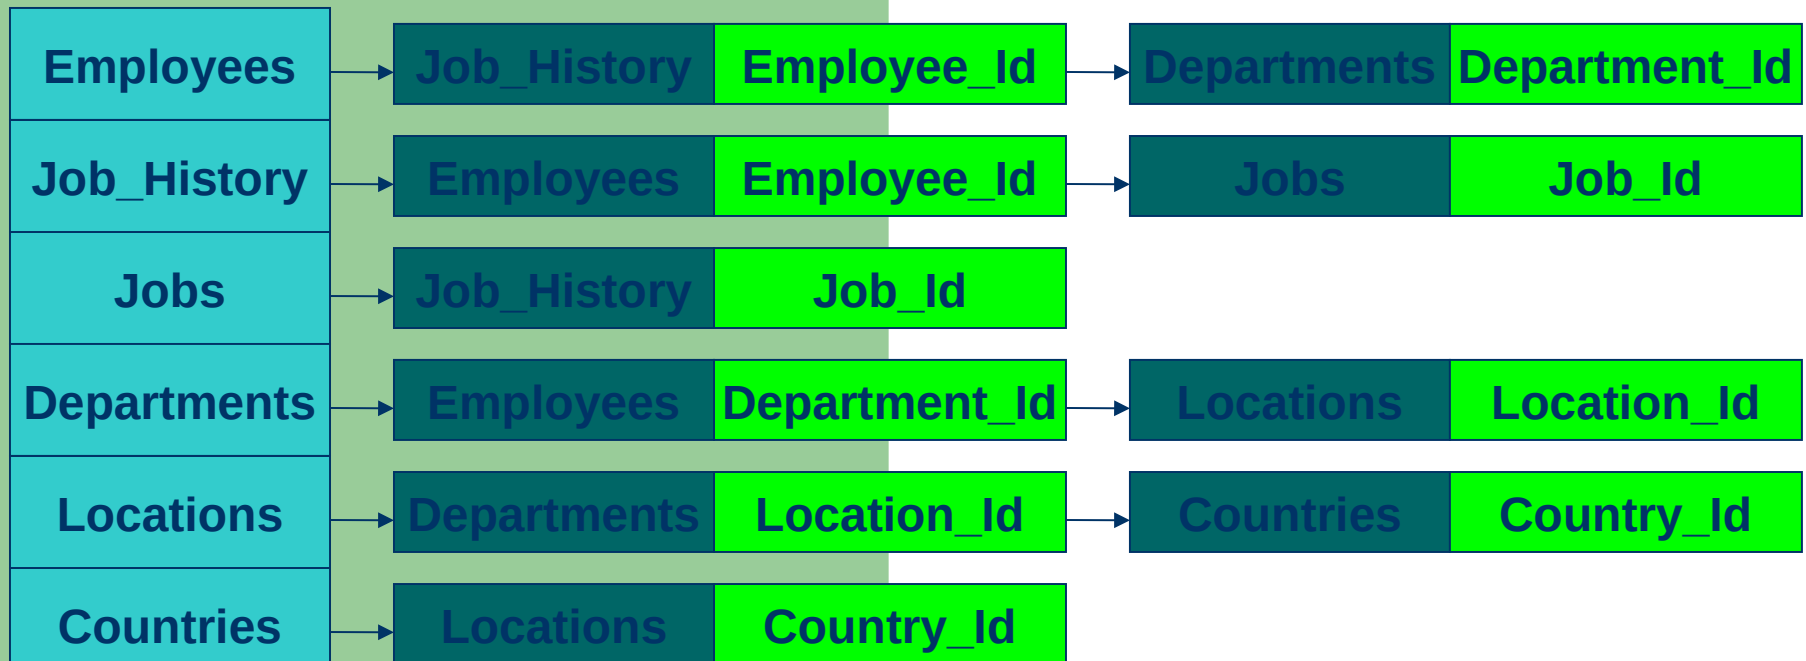 Employees Job_History Employee_Id Departments Department_Id
Job_History Employees Employee_Id Jobs Job_Id
Jobs Job_History Job_Id
Departments Employees Department_Id Locations Location_Id
Locations Departments Location_Id Countries Country_Id
Countries Locations Country_Id